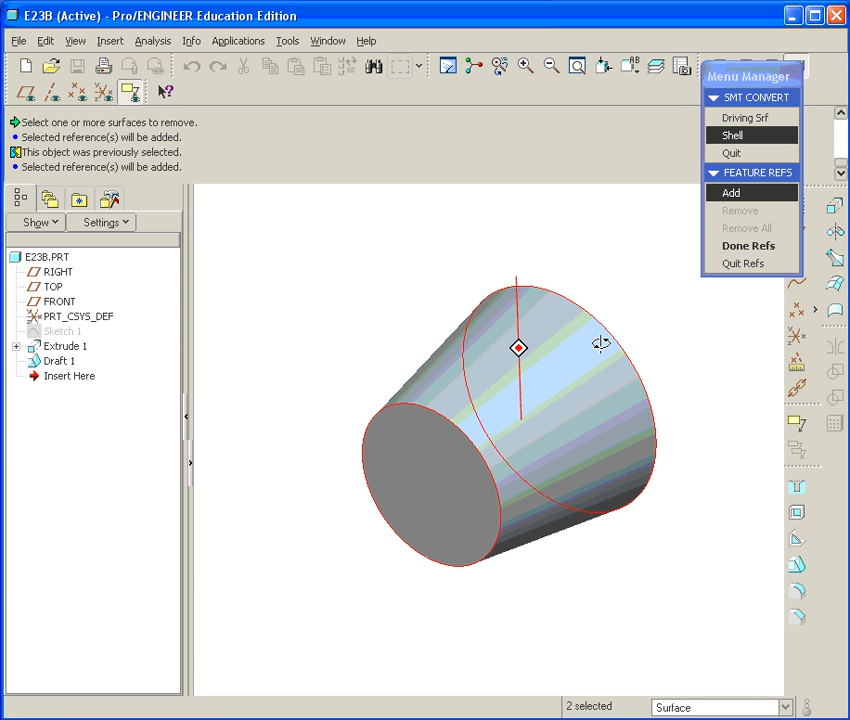 E23B (Active) - Pro/ENGINEER Education Edition
File Edit View Insert Analysis Info Applications Tools Window Help
Menu Manager
SMT CONVERT
Driving Srf
Shell
Quit
FEATURE REFS
Add
Remove
Remove All
Done Refs
Quit Refs
Select one or more surfaces to remove.
Selected reference(s) will be added.
This object was previously selected.
Selected reference(s) will be added.
Show Settings
E23B.PRT
RIGHT
TOP
FRONT
PRT_CSYS_DEF
Sketch 1
Extrude 1
Draft 1
Insert Here
2 selected
Surface